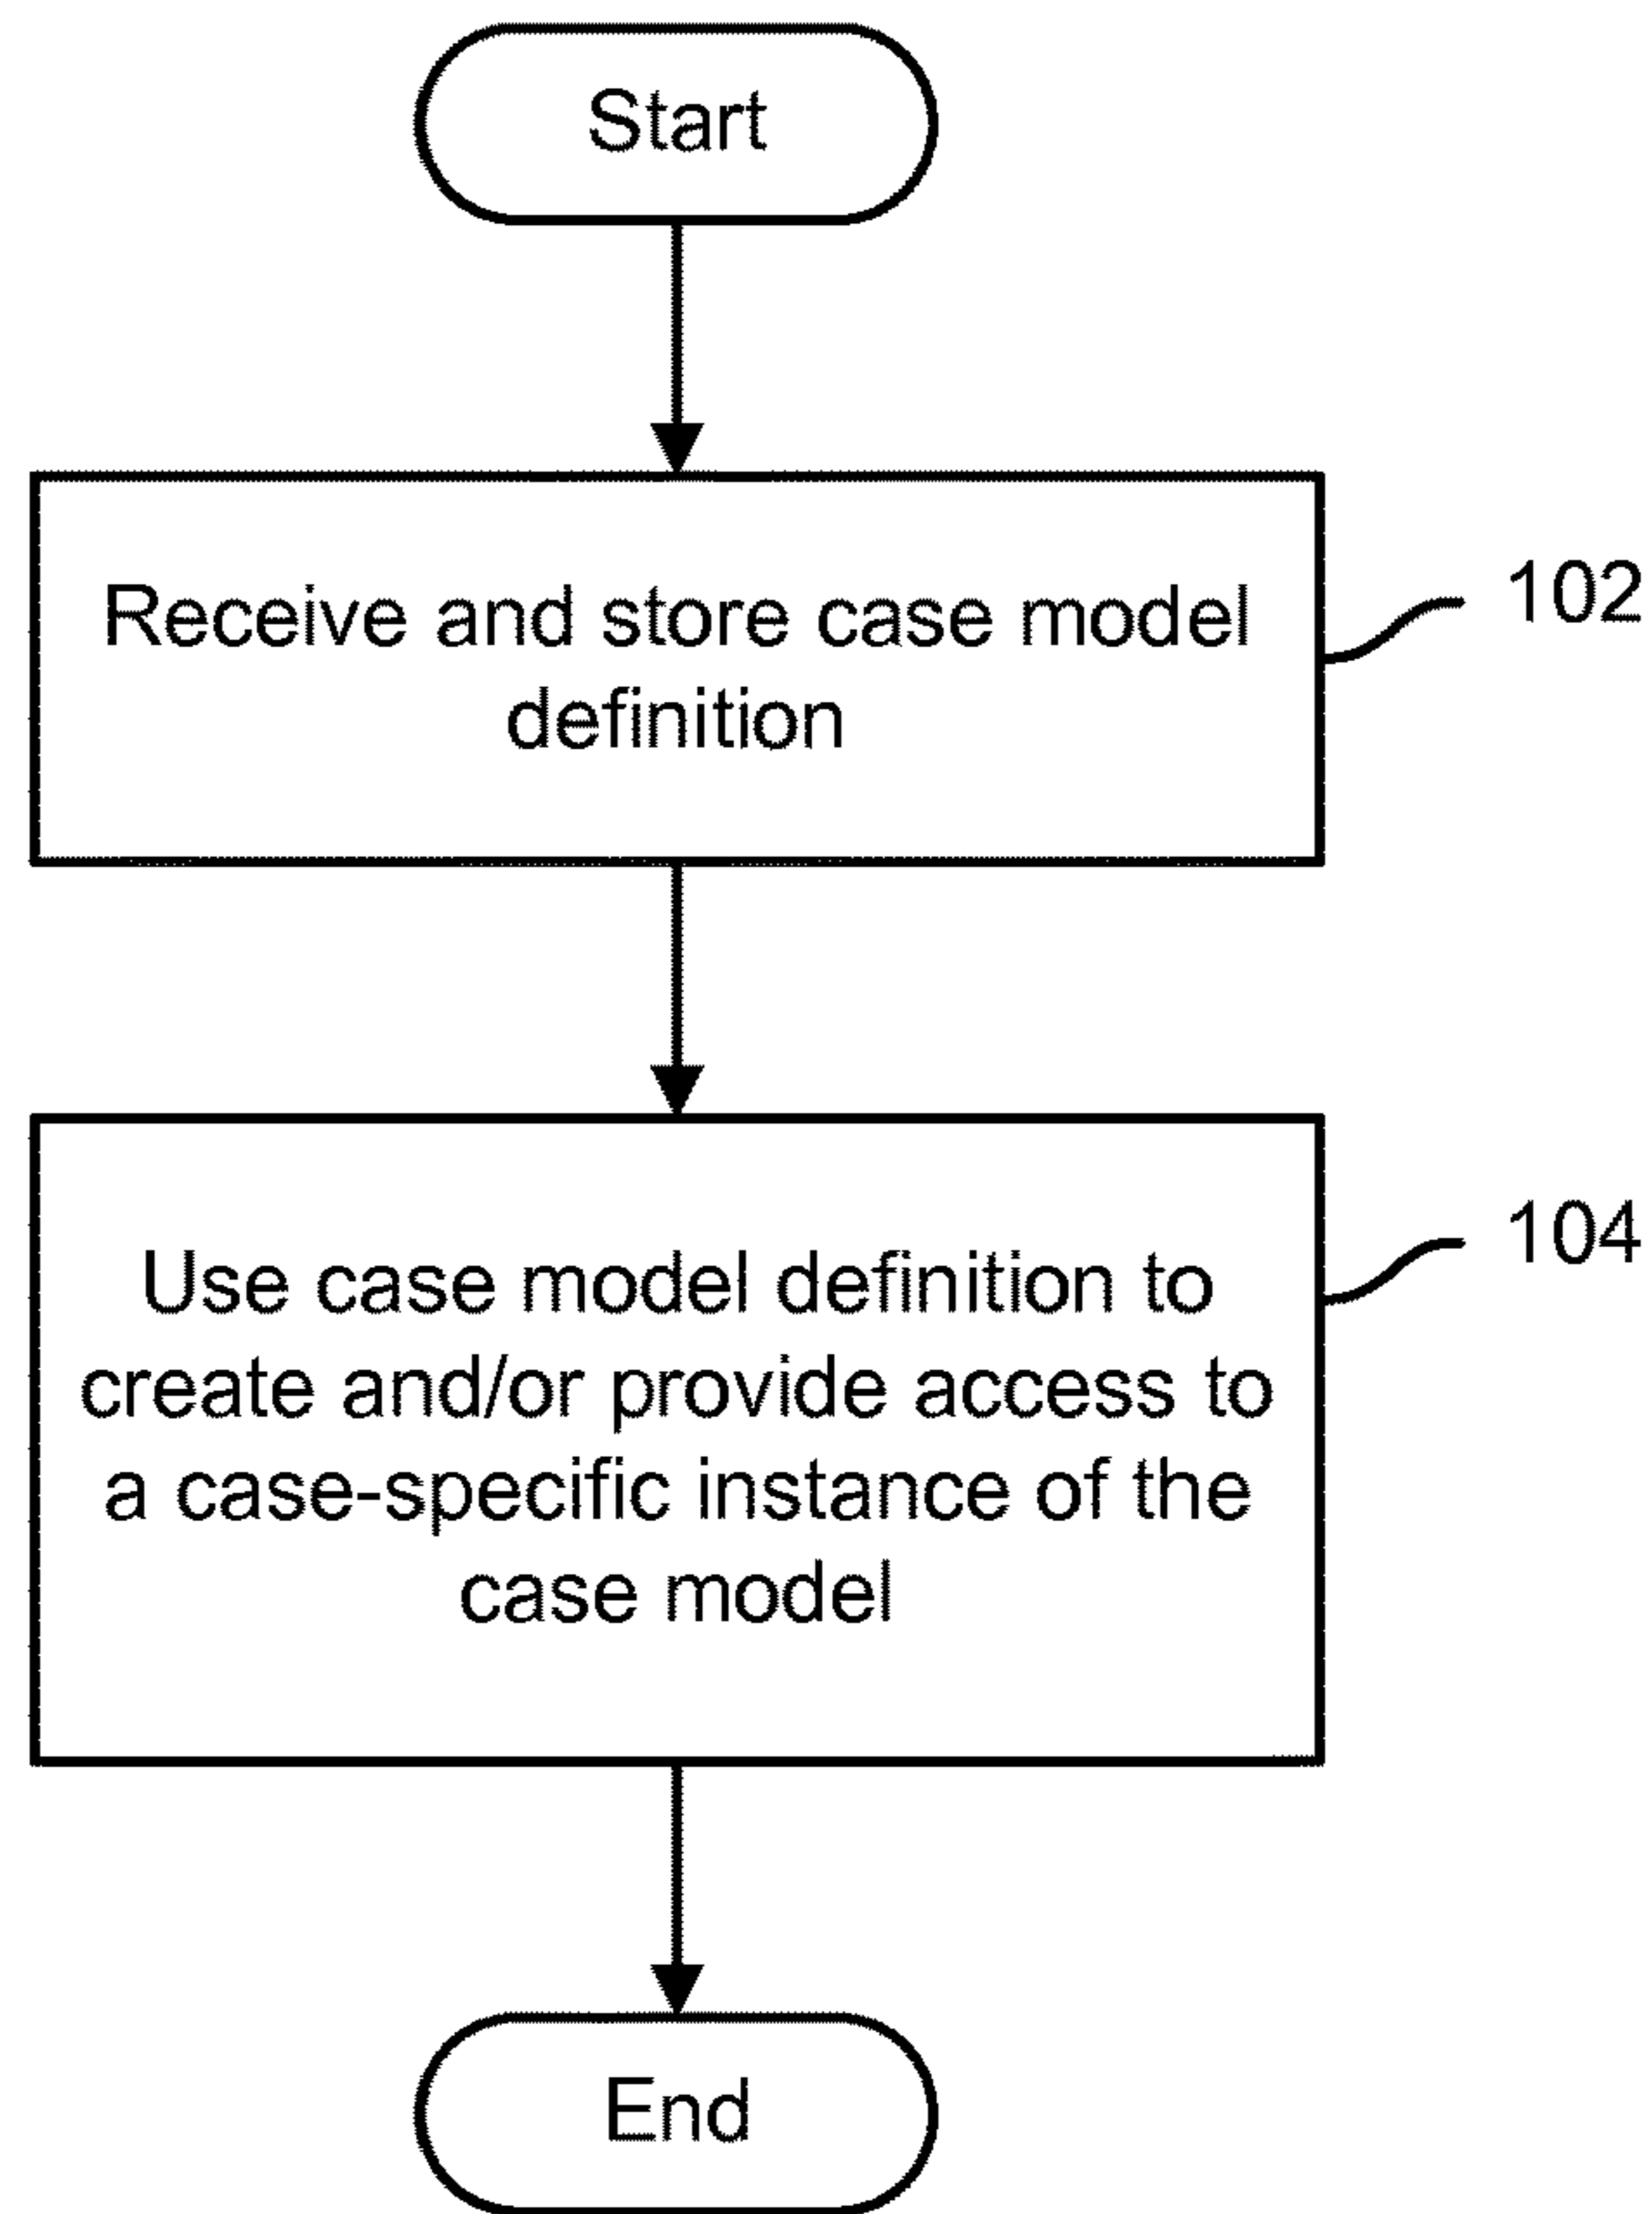 Start
Receive and store case model
definition
102
Use case model definition to
create and/or provide access to
a case-specific instance of the
case model
104
End